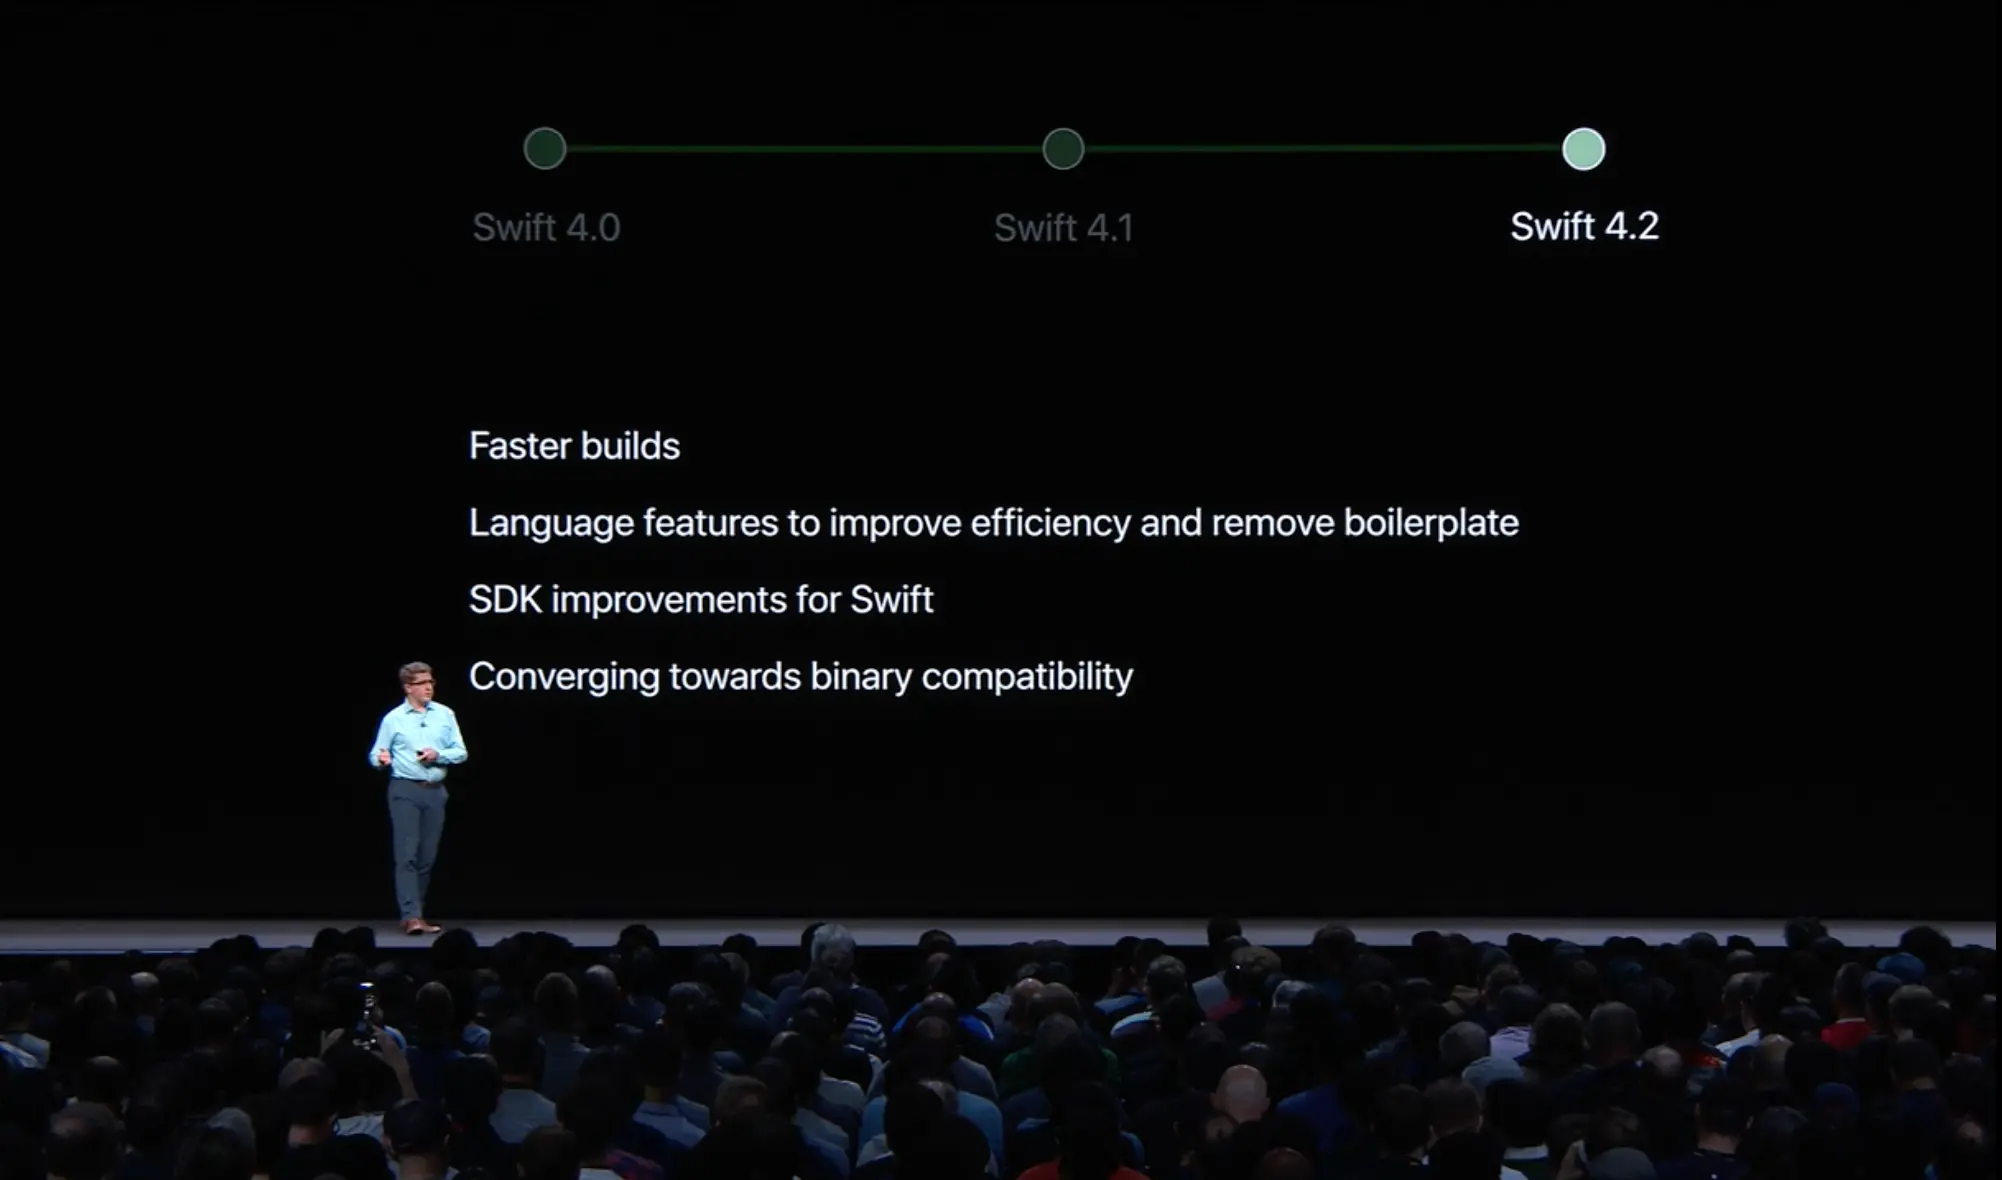 Swift 4.0
Swift 4.1
Swift 4.2
Faster builds
Language features to improve efficiency and remove boilerplate
SDK improvements for Swift
Converging towards binary compatibility